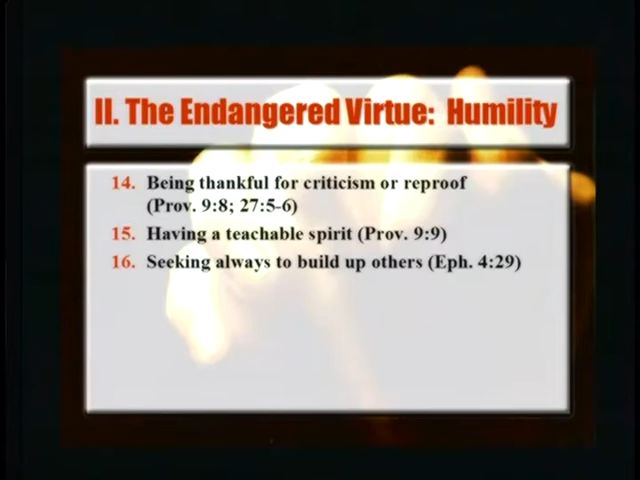 II. The Endangered Virtue: Humility
14. Being thankful for criticism or reproof
(Prov. 9:8; 27:5-6)
15. Having a teachable spirit (Prov. 9:9)
16. Seeking always to build up others (Eph. 4:29)